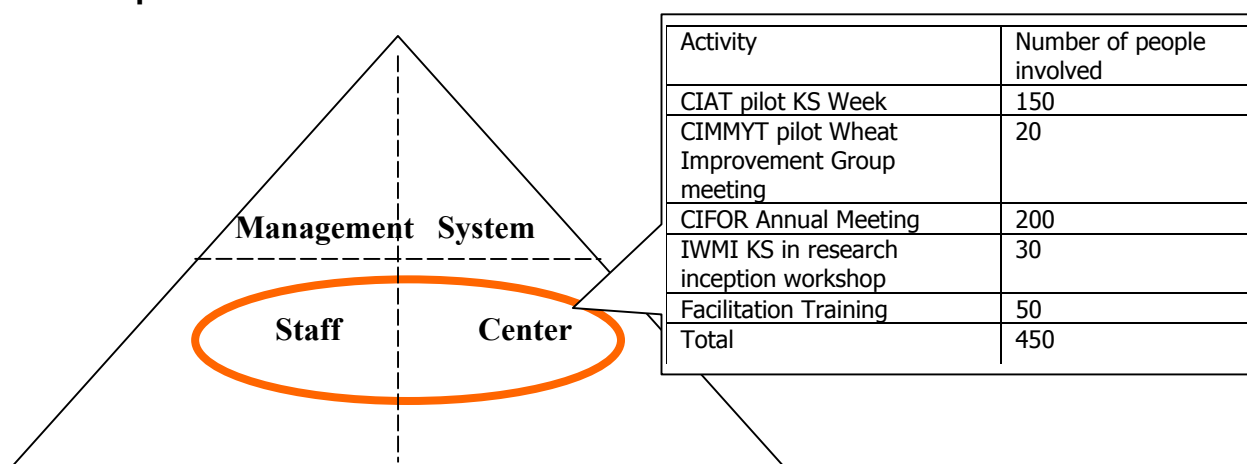 Activity Number of people
involved
CIAT pilot KS Week 150
CIMMYT pilot Wheat 20
Improvement Group
meeting
CIFOR Annual Meeting 200
IWMI KS in research 30
inception workshop
Facilitation Training 50
Total 450
Management System
Staff Center